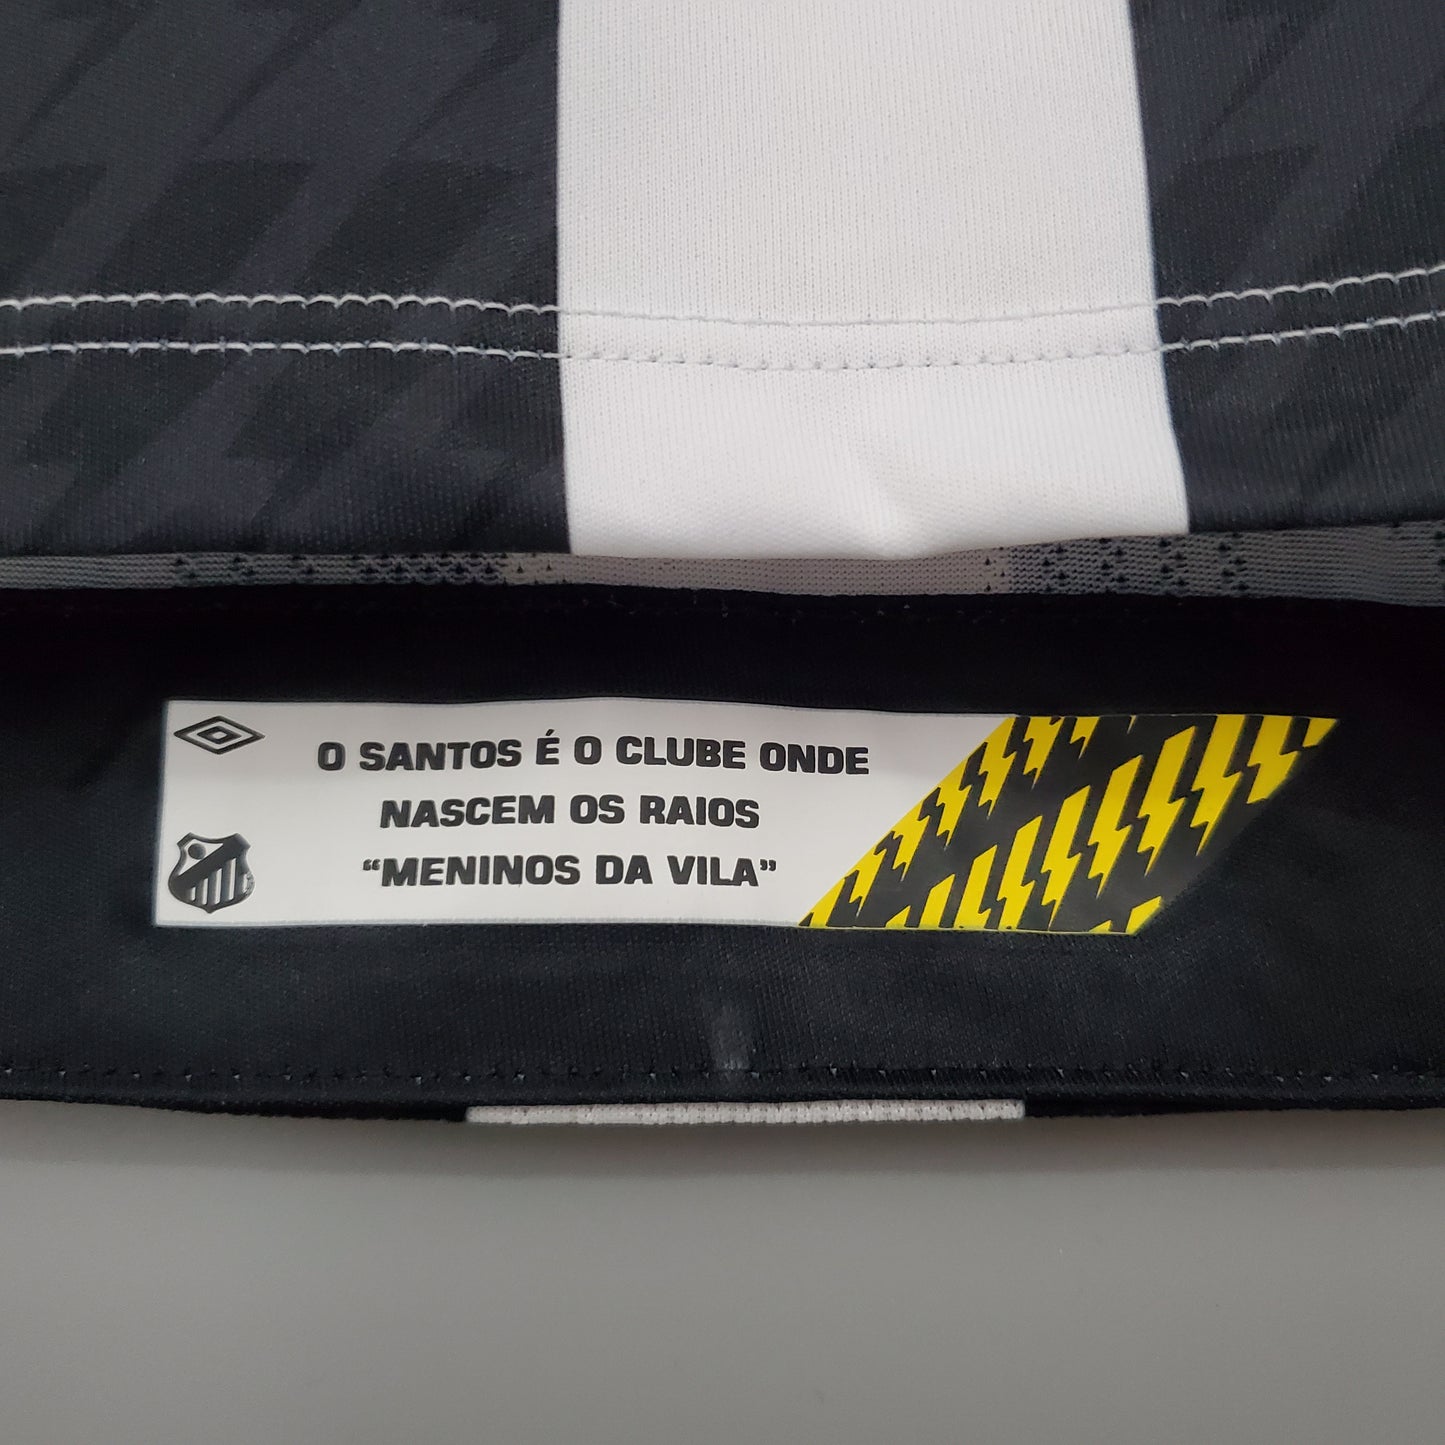 O SANTOS É O CLUBE ONDE
NASCEM OS RAIOS
“MENINOS DA VILA”